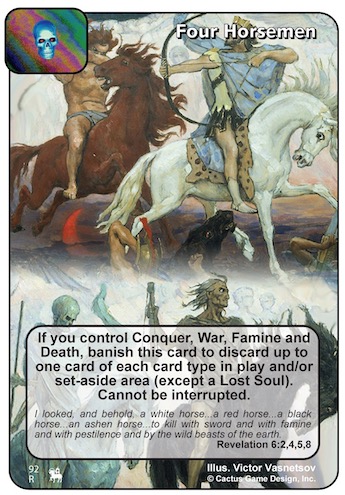 Four Horsemen
If you control Conquer, War, Famine and
Death, banish this card to discard up to
one card of each card type in play and/or
set-aside area (except a Lost Soul).
Cannot be interrupted.
I looked, and behold, a white horse...a red horse...a black
horse...an ashen horse...to kill with sword and with famine
and with pestilence and by the wild beasts of the earth.
Revelation 6:2,4,5,8
92
R
Illus. Victor Vasnetsov
© Cactus Game Design, Inc.